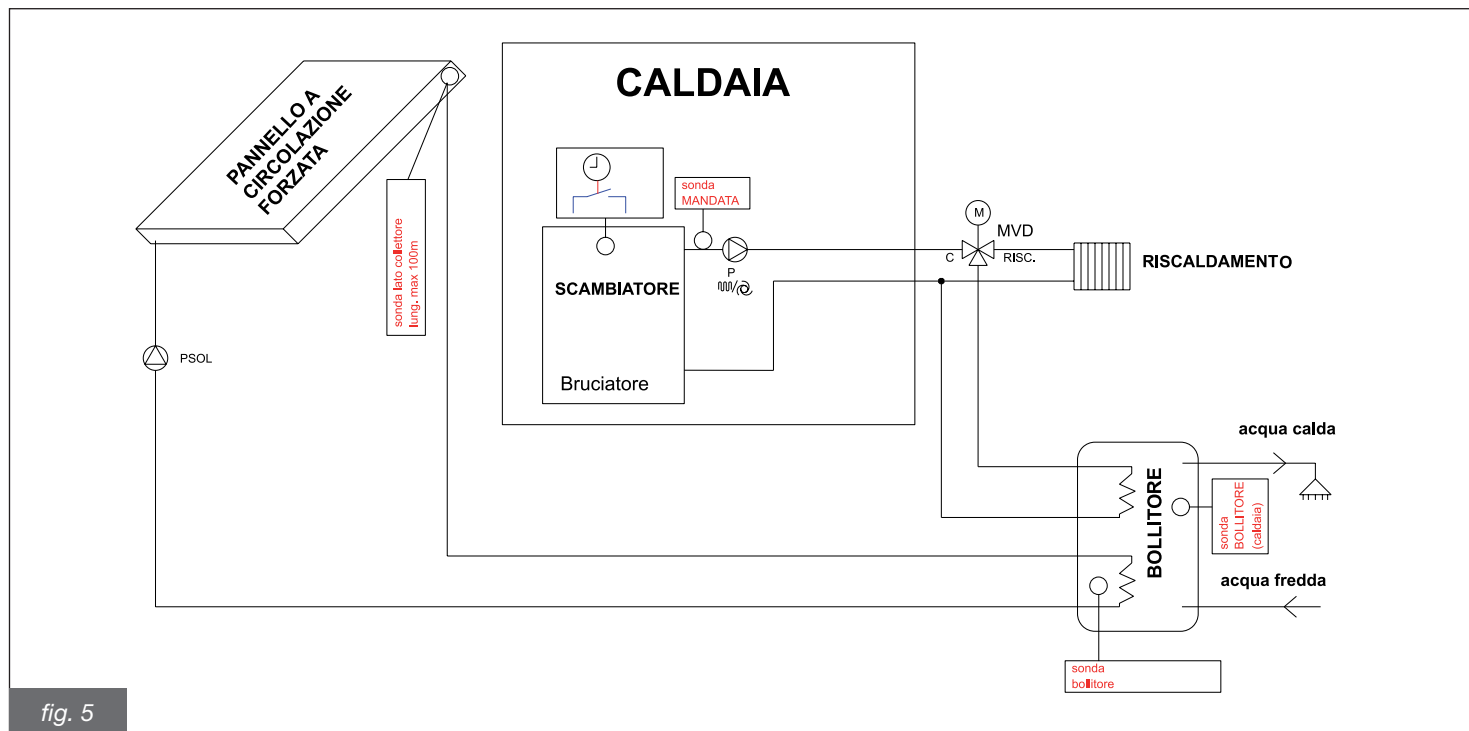 CALDAIA
PANNELLO A
CIRCOLAZIONE
FORZATA
sonda lato collettore
lung. max 100m
sonda
MANDATA
M
MVD
C
RISC.
P
RISCALDAMENTO
SCAMBIATORE
Bruciatore
PSOL
acqua calda
BOLLITORE
sonda
BOLLITORE
(caldaia)
acqua fredda
sonda
bollitore
fig. 5